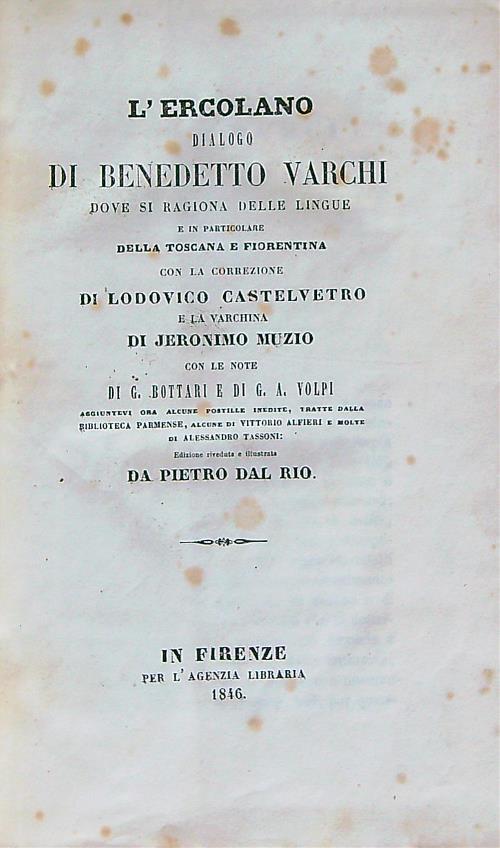 L'ERCOLANO
DIALOGO
DI BENEDETTO VARCHI
DOVE SI RAGIONA DELLE LINGUE
E IN PARTICOLARE
DELLA TOSCANA E FIORENTINA
CON LA CORREZIONE
DI LODOVICO CASTELVETRO
E LA VARCHINA
DI JERONIMO MUZIO
CON LE NOTE
DI G. BOTTARI E DI G. A. VOLPI
AGGIUNTEVI ORA ALCUNE POSTILLE INEDITE, TRATTE DALLA
BIBLIOTECA PARMENSE, ALCUNE DI VITTORIO ALFIERI E MOLTE
DI ALESSANDRO TASSONI:
Edizione riveduta e illustrata
DA PIETRO DAL RIO.
IN FIRENZE
PER L'AGENZIA LIBRARIA
1846.